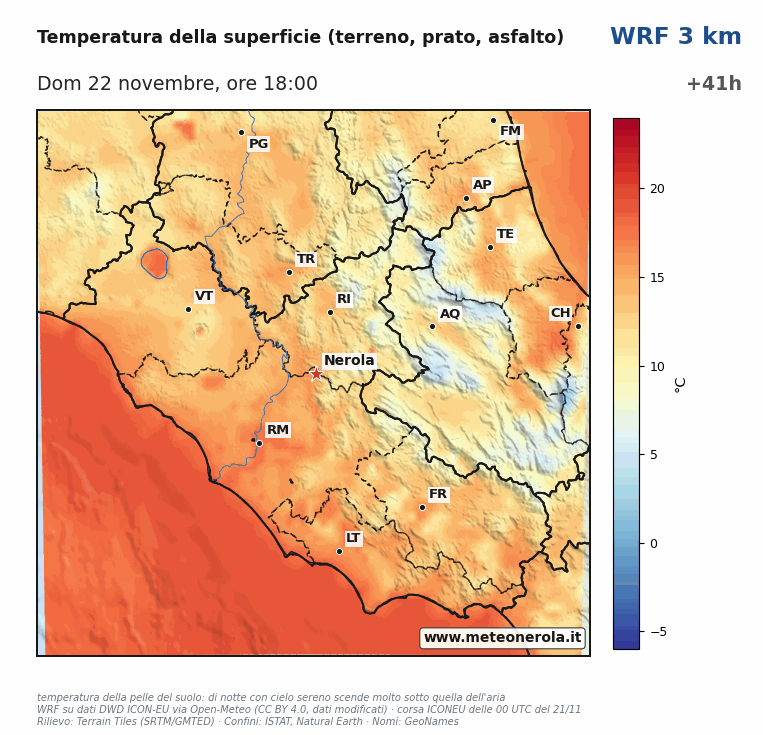 Temperatura della superficie (terreno, prato, asfalto)
WRF 3 km
Dom 22 novembre, ore 18:00
+41h
FM
PG
AP
TE
TR
RI
VT
AQ
CH
Nerola
RM
FR
LT
20
15
10
5
0
−5
°C
www.meteonerola.it
temperatura della pelle del suolo: di notte con cielo sereno scende molto sotto quella dell'aria
WRF su dati DWD ICON-EU via Open-Meteo (CC BY 4.0, dati modificati) · corsa ICONEU delle 00 UTC del 21/11
Rilievo: Terrain Tiles (SRTM/GMTED) · Confini: ISTAT, Natural Earth · Nomi: GeoNames